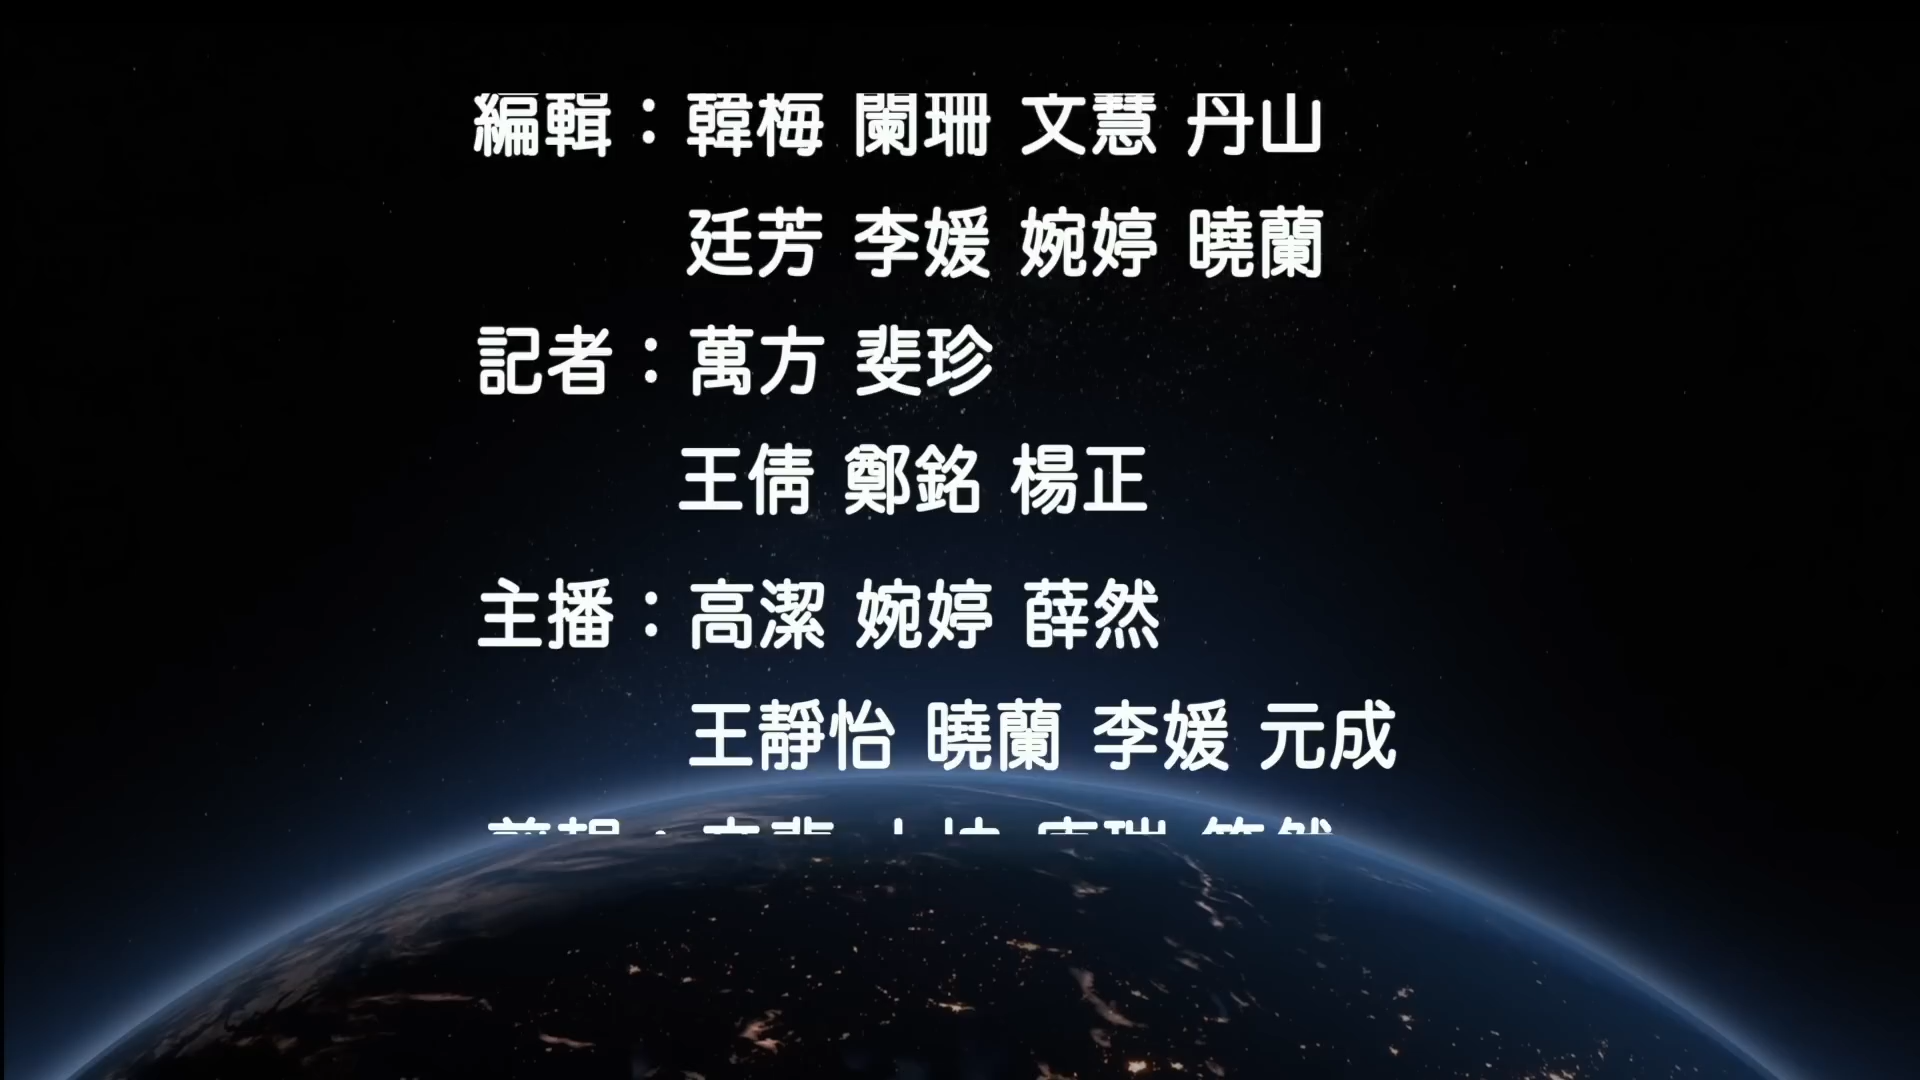 編輯：韓梅 闌珊 文慧 丹山
廷芳 李媛 婉婷 曉蘭
記者：萬方 斐珍
王倩 鄭銘 楊正
主播：高潔 婉婷 薛然
王靜怡 曉蘭 李媛 元成